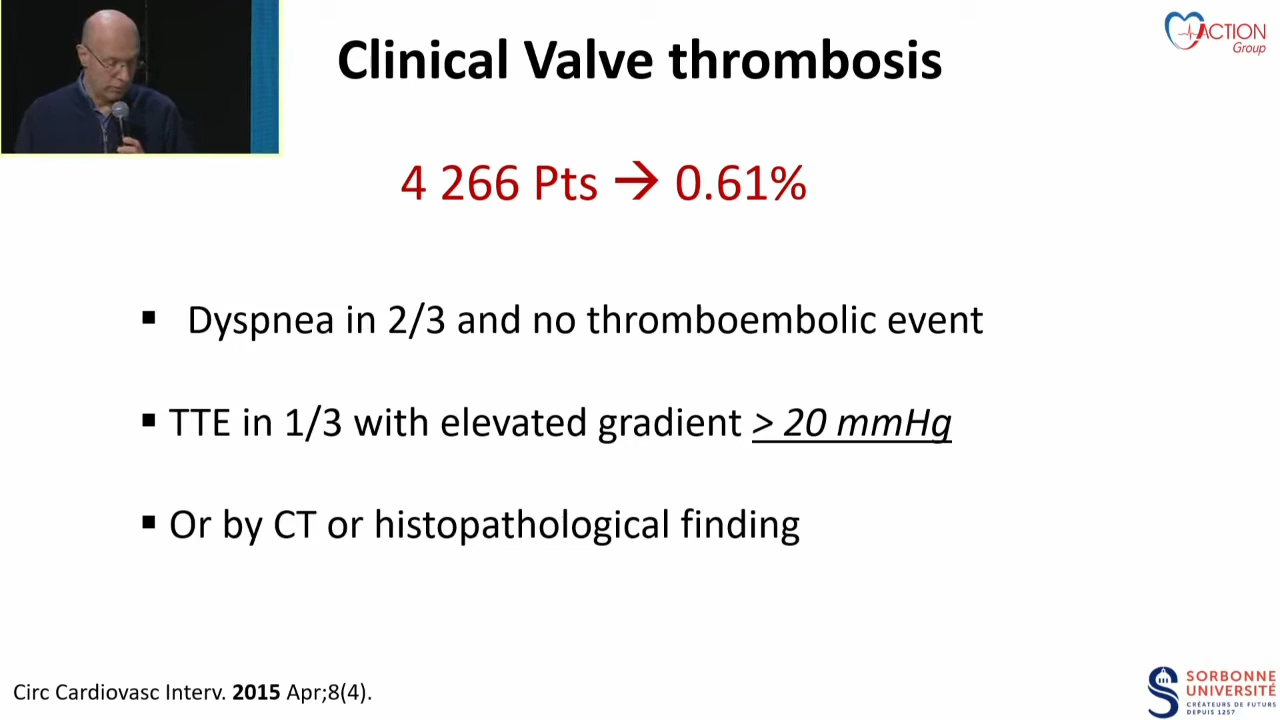 Clinical Valve thrombosis
ACTION
Group
4 266 Pts → 0.61%
▪ Dyspnea in 2/3 and no thromboembolic event
▪ TTE in 1/3 with elevated gradient > 20 mmHg
▪ Or by CT or histopathological finding
Circ Cardiovasc Interv. 2015 Apr;8(4).
SORBONNE
UNIVERSITÉ
CRÉATEURS DE FUTURS
DEPUIS 1257